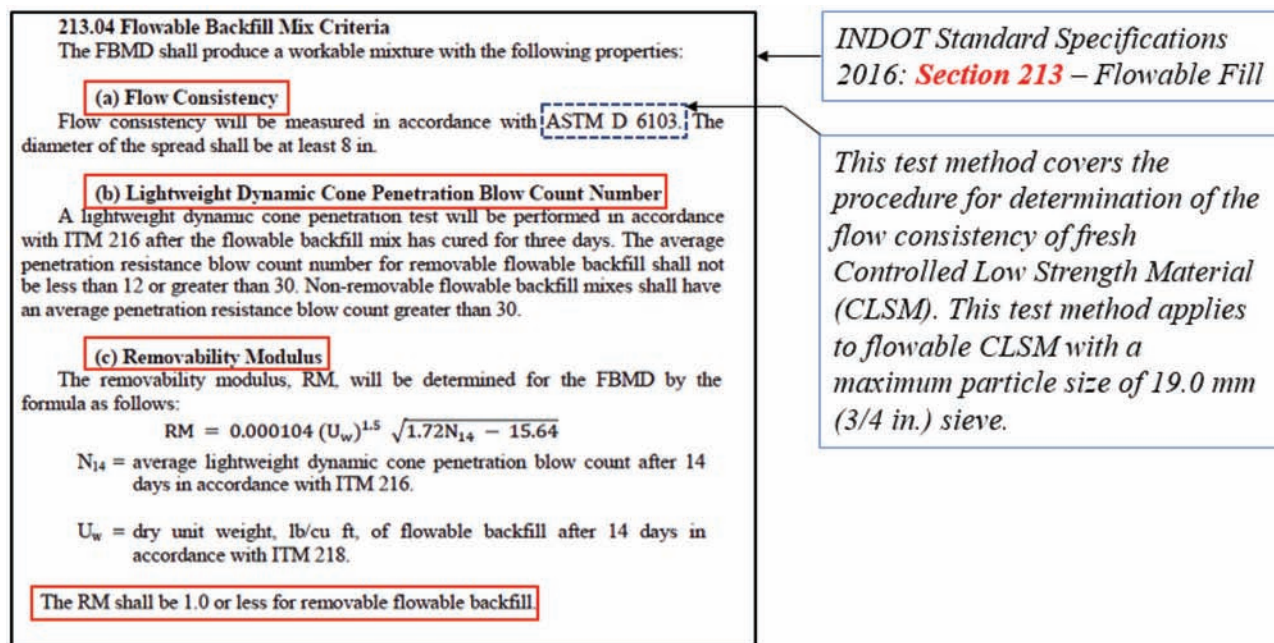 213.04 Flowable Backfill Mix Criteria
The FBMD shall produce a workable mixture with the following properties:
(a) Flow Consistency
Flow consistency will be measured in accordance with ASTM D 6103. The
diameter of the spread shall be at least 8 in.
(b) Lightweight Dynamic Cone Penetration Blow Count Number
A lightweight dynamic cone penetration test will be performed in accordance
with ITM 216 after the flowable backfill mix has cured for three days. The average
penetration resistance blow count number for removable flowable backfill shall not
be less than 12 or greater than 30. Non-removable flowable backfill mixes shall have
an average penetration resistance blow count greater than 30.
(c) Removability Modulus
The removability modulus, RM, will be determined for the FBMD by the
formula as follows:
RM = 0.000104 (U_w)^1.5 √(1.72N₁₄ − 15.64)
N₁₄ = average lightweight dynamic cone penetration blow count after 14
days in accordance with ITM 216.
U_w = dry unit weight, lb/cu ft, of flowable backfill after 14 days in
accordance with ITM 218.
The RM shall be 1.0 or less for removable flowable backfill.
INDOT Standard Specifications
2016: Section 213 – Flowable Fill
This test method covers the
procedure for determination of the
flow consistency of fresh
Controlled Low Strength Material
(CLSM). This test method applies
to flowable CLSM with a
maximum particle size of 19.0 mm
(3/4 in.) sieve.